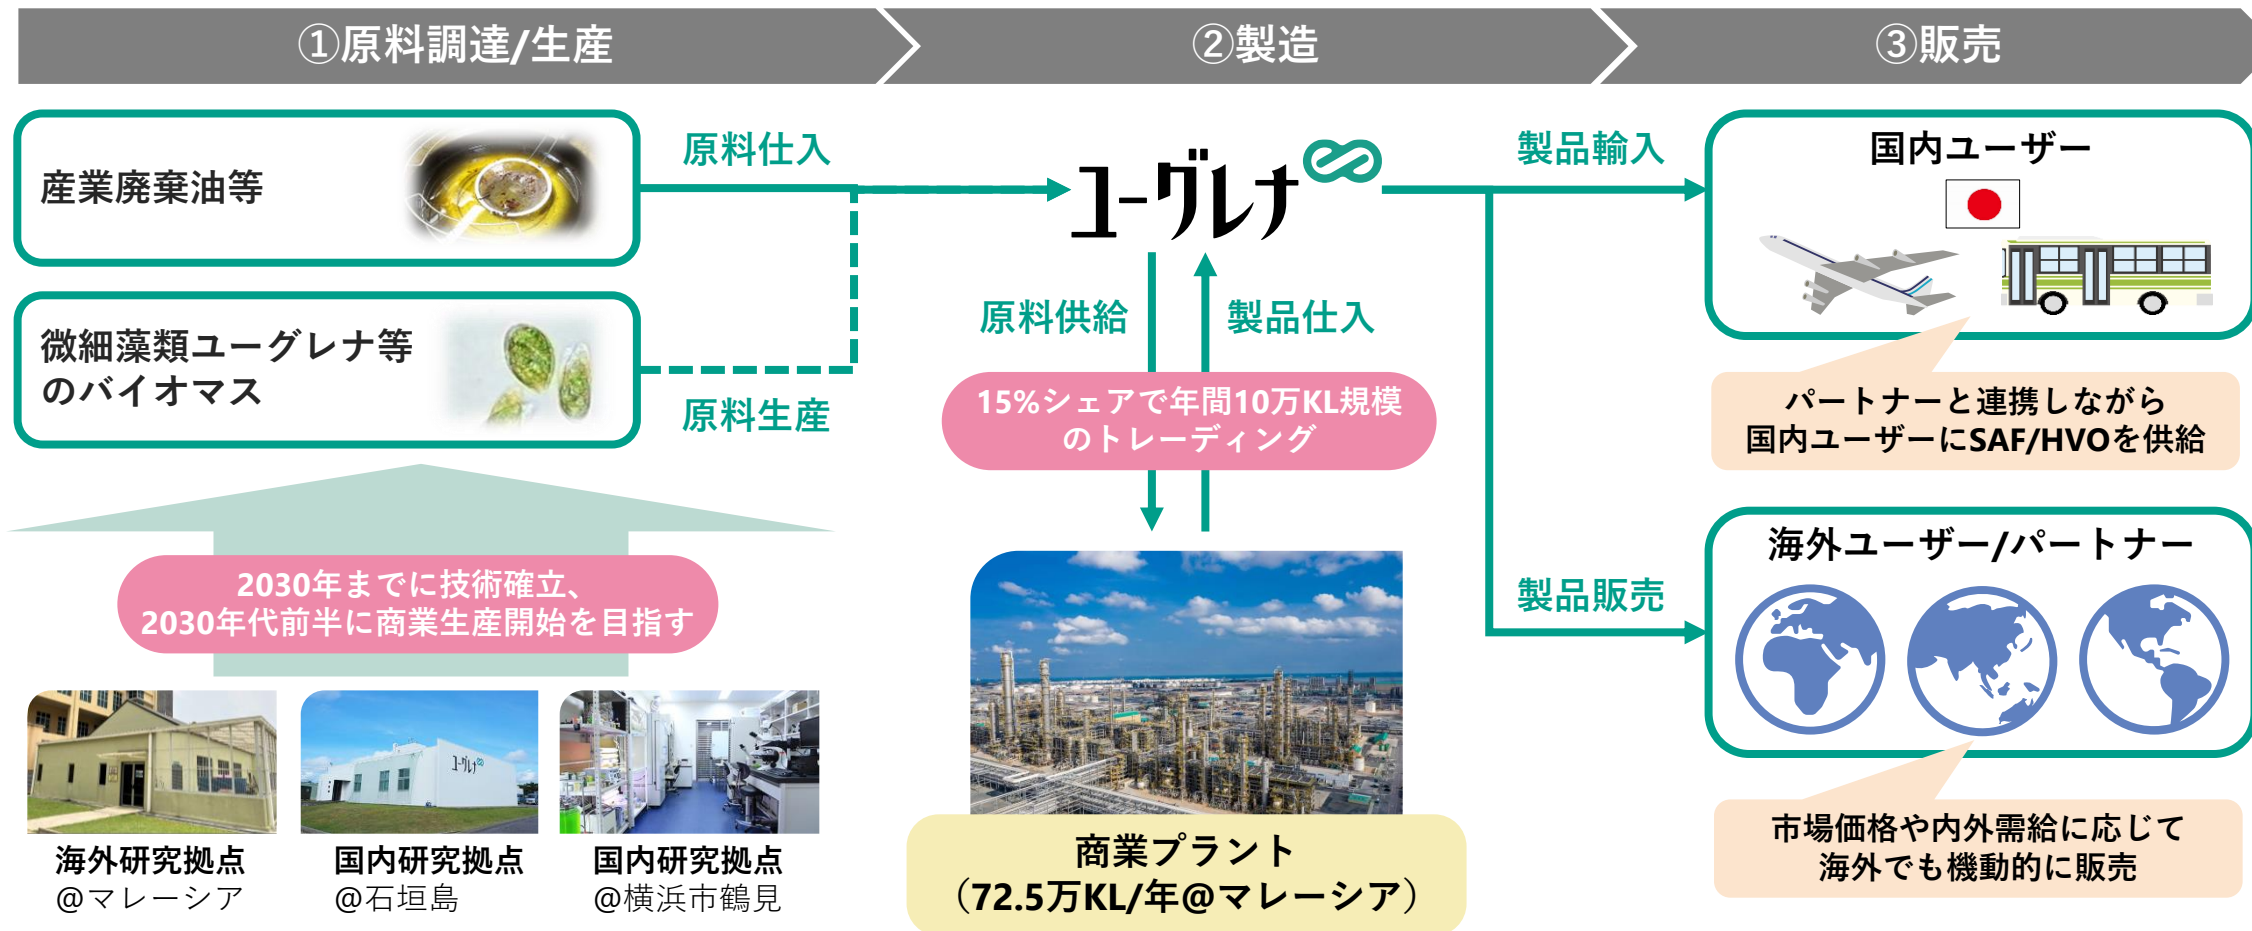 ①原料調達/生産
②製造
③販売
産業廃棄油等
原料仕入
微細藻類ユーグレナ等
のバイオマス
原料生産
2030年までに技術確立、
2030年代前半に商業生産開始を目指す
ユーグレナ
海外研究拠点
@マレーシア
国内研究拠点
@石垣島
国内研究拠点
@横浜市鶴見
ユーグレナ
原料供給
製品仕入
15%シェアで年間10万KL規模
のトレーディング
商業プラント
（72.5万KL/年@マレーシア）
製品輸入
国内ユーザー
パートナーと連携しながら
国内ユーザーにSAF/HVOを供給
製品販売
海外ユーザー/パートナー
市場価格や内外需給に応じて
海外でも機動的に販売